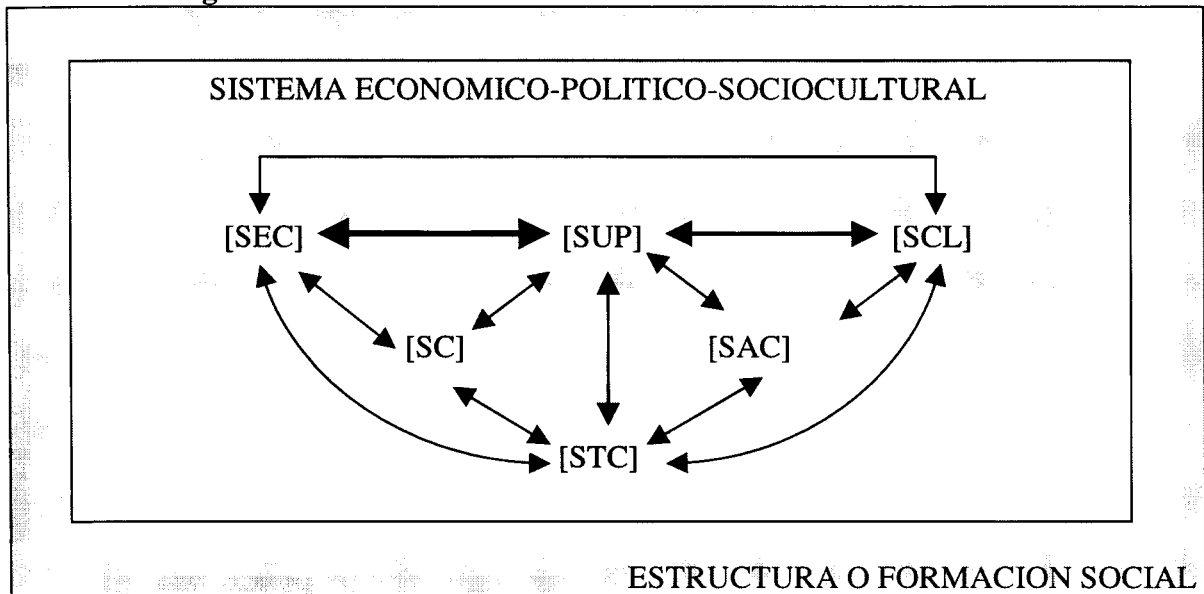 SISTEMA ECONOMICO-POLITICO-SOCIOCULTURAL
[SEC] [SUP] [SCL]
[SC] [SAC]
[STC]
ESTRUCTURA O FORMACION SOCIAL